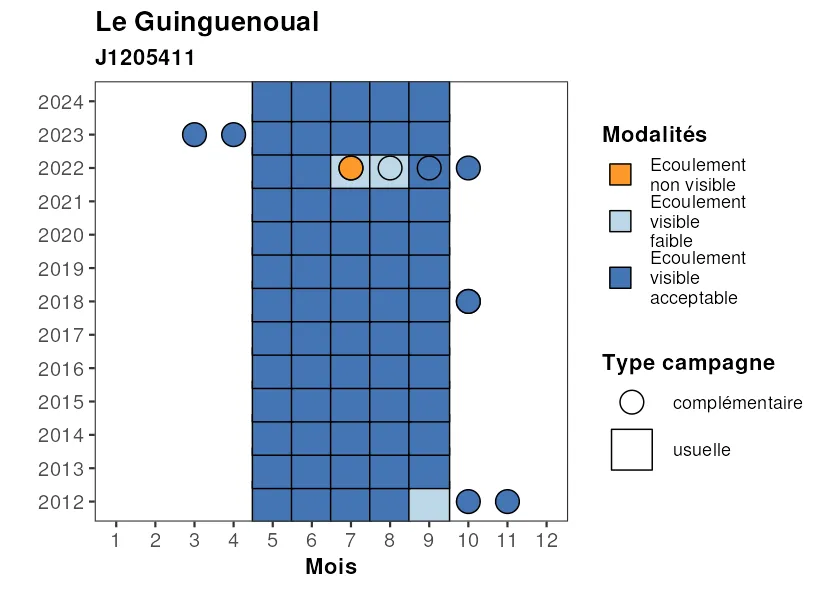 Le Guinguenoual
J1205411
2024
2023
2022
2021
2020
2019
2018
2017
2016
2015
2014
2013
2012
1 2 3 4 5 6 7 8 9 10 11 12
Mois
Modalités
Ecoulement
non visible
Ecoulement
visible
faible
Ecoulement
visible
acceptable
Type campagne
complémentaire
usuelle